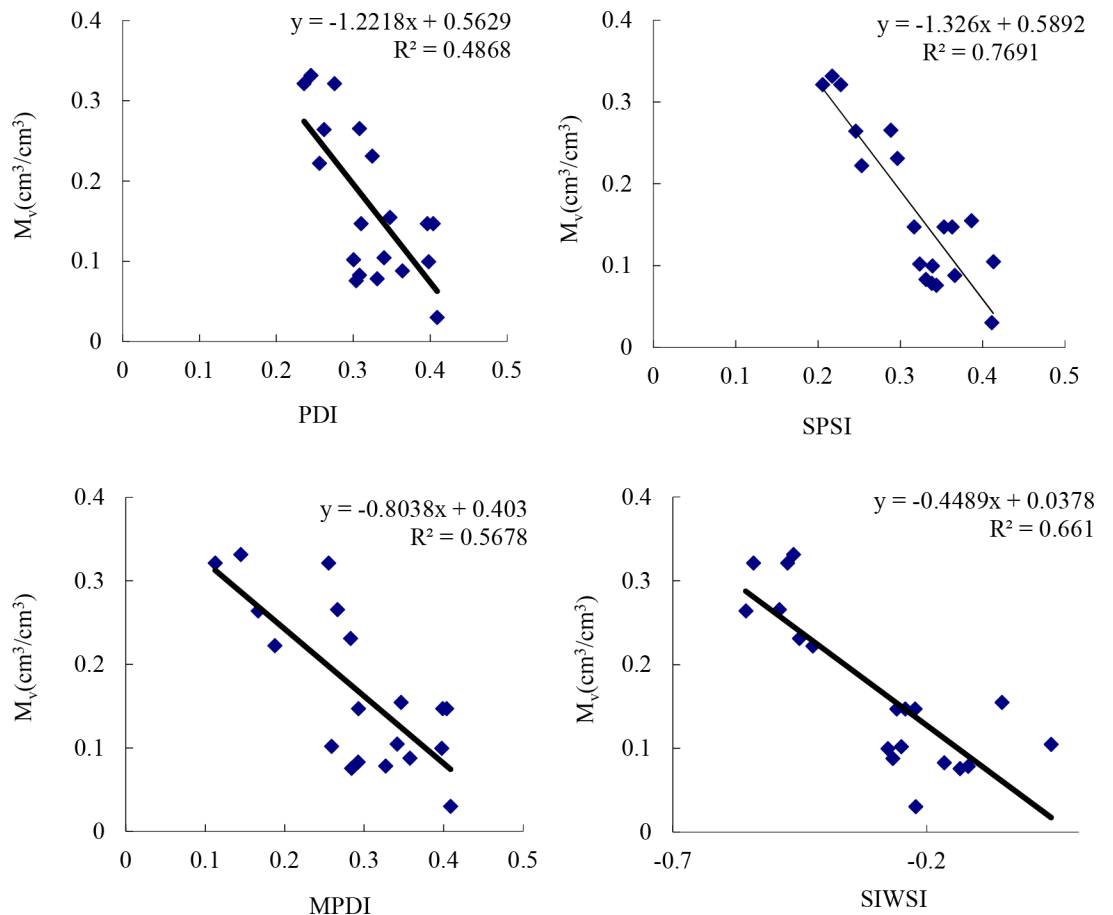 y = -1.2218x + 0.5629
R² = 0.4868
0.4
0.3
0.2
0.1
0
Mᵥ(cm³/cm³)
0 0.1 0.2 0.3 0.4 0.5
PDI
y = -1.326x + 0.5892
R² = 0.7691
0.4
0.3
0.2
0.1
0
Mᵥ(cm³/cm³)
0 0.1 0.2 0.3 0.4 0.5
SPSI
y = -0.8038x + 0.403
R² = 0.5678
0.4
0.3
0.2
0.1
0
Mᵥ(cm³/cm³)
0 0.1 0.2 0.3 0.4 0.5
MPDI
y = -0.4489x + 0.0378
R² = 0.661
0.4
0.3
0.2
0.1
0
Mᵥ(cm³/cm³)
-0.7 -0.2
SIWSI